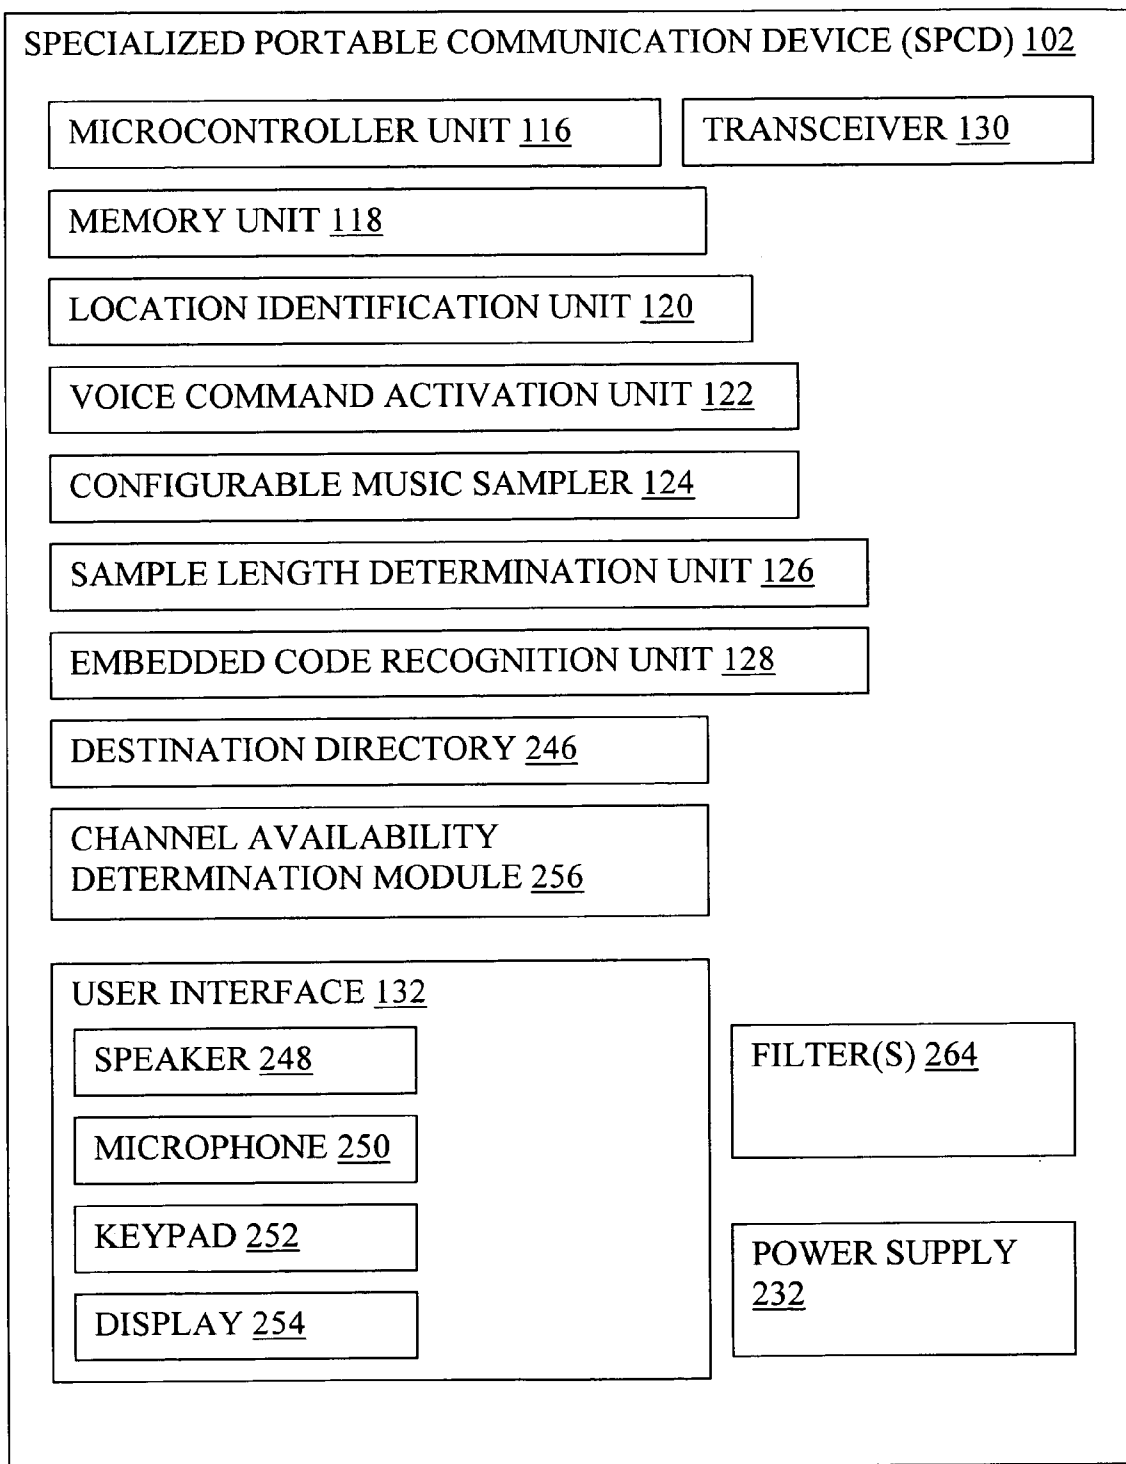 SPECIALIZED PORTABLE COMMUNICATION DEVICE (SPCD) 102
MICROCONTROLLER UNIT 116
TRANSCEIVER 130
MEMORY UNIT 118
LOCATION IDENTIFICATION UNIT 120
VOICE COMMAND ACTIVATION UNIT 122
CONFIGURABLE MUSIC SAMPLER 124
SAMPLE LENGTH DETERMINATION UNIT 126
EMBEDDED CODE RECOGNITION UNIT 128
DESTINATION DIRECTORY 246
CHANNEL AVAILABILITY
DETERMINATION MODULE 256
USER INTERFACE 132
SPEAKER 248
MICROPHONE 250
KEYPAD 252
DISPLAY 254
FILTER(S) 264
POWER SUPPLY
232